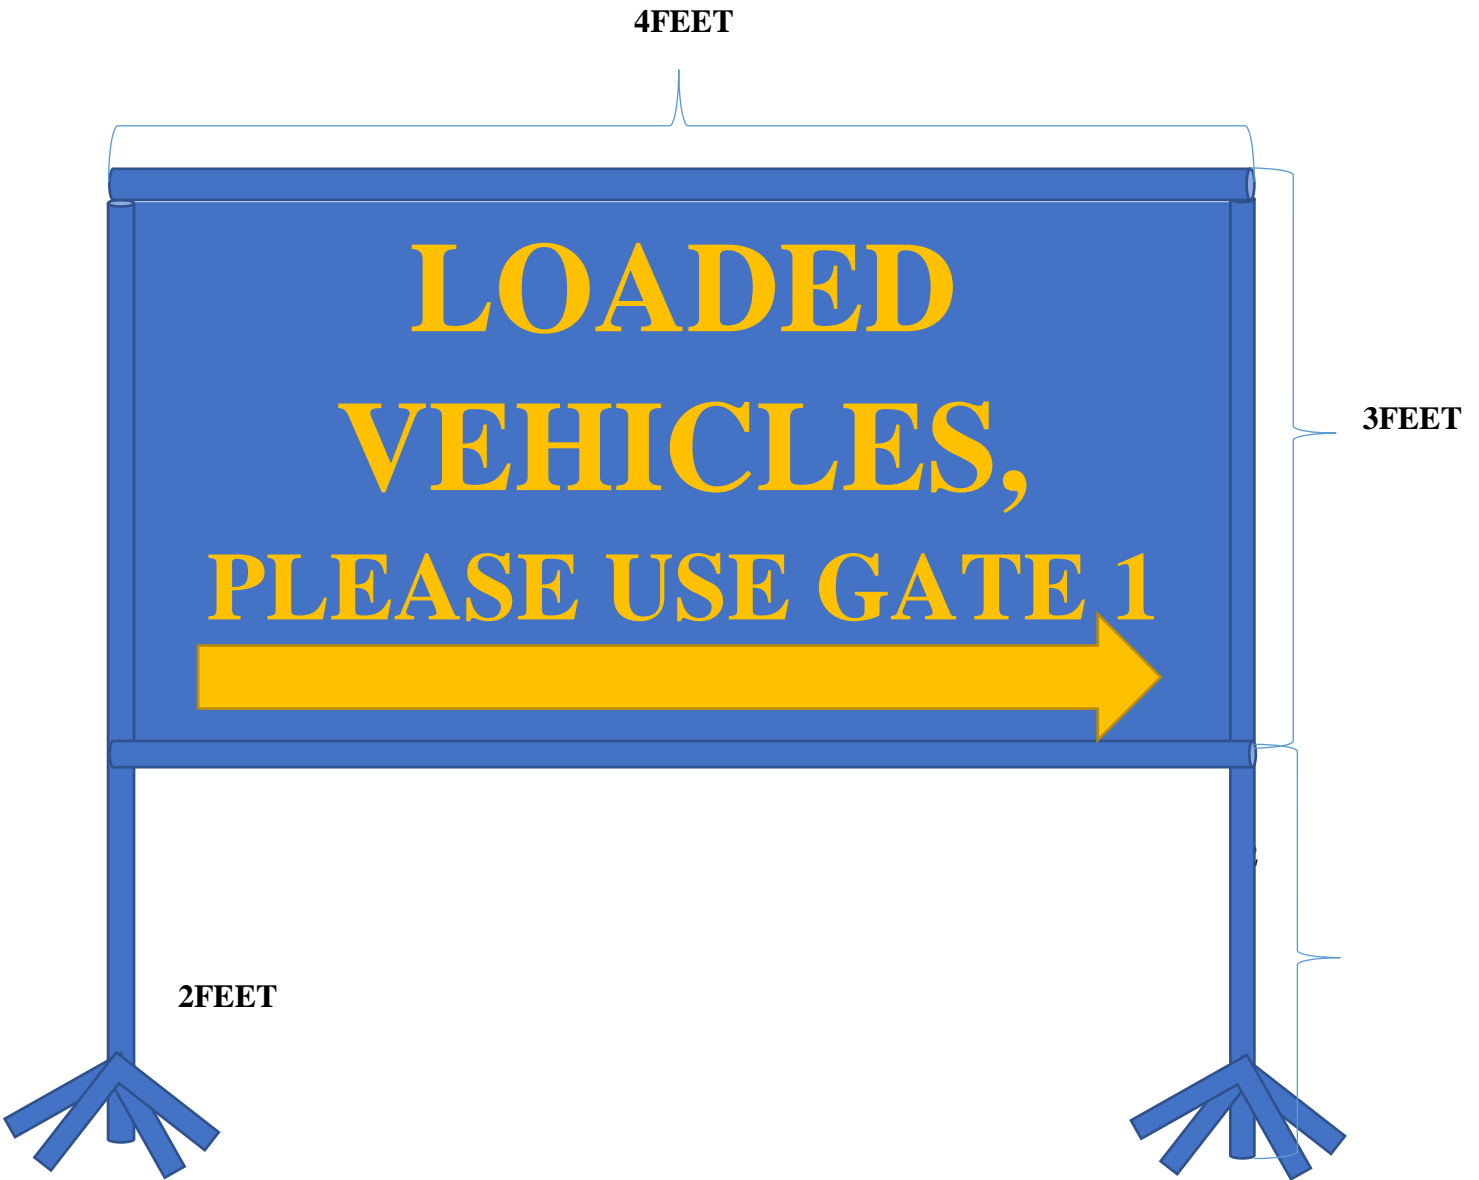 4FEET
LOADED
VEHICLES,
3FEET
PLEASE USE GATE 1
2FEET